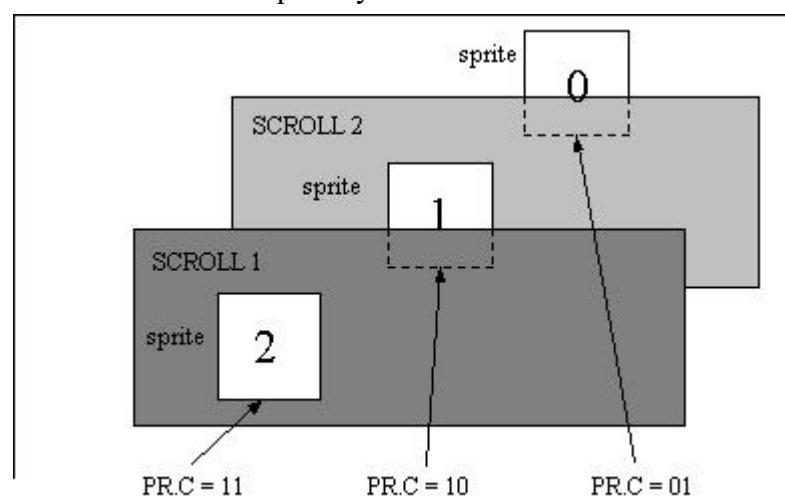 sprite
0
SCROLL 2
sprite
1
SCROLL 1
sprite
2
PR.C = 11 PR.C = 10 PR.C = 01